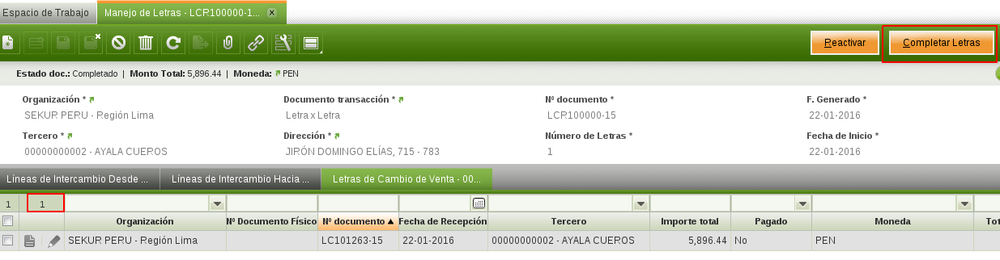 Espacio de Trabajo Manejo de Letras - LCR100000-1... x
Reactivar Completar Letras
Estado doc.: Completado | Monto Total: 5,896.44 | Moneda: PEN
Organización * Documento transacción * Nº documento * F. Generado *
SEKUR PERU - Región Lima Letra x Letra LCR100000-15 22-01-2016
Tercero * Dirección * Número de Letras * Fecha de Inicio *
00000000002 - AYALA CUEROS JIRÓN DOMINGO ELÍAS, 715 - 783 1 22-01-2016
Líneas de Intercambio Desde ... Líneas de Intercambio Hacia ... Letras de Cambio de Venta - 00...
1 1
Organización Nº Documento Físico Nº documento Fecha de Recepción Tercero Importe total Pagado Moneda Tot
SEKUR PERU - Región Lima LC101263-15 22-01-2016 00000000002 - AYALA CUEROS 5,896.44 No PEN